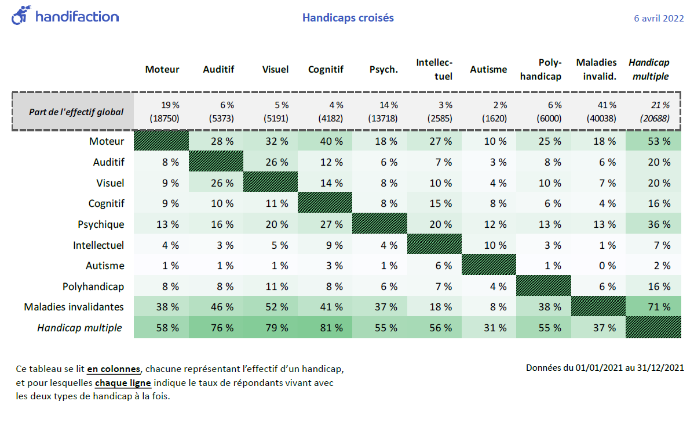 handifaction
Handicaps croisés
6 avril 2022
Moteur Auditif Visuel Cognitif Psych. Intellec-tuel Autisme Poly-handicap Maladies invalid. Handicap multiple
Part de l'effectif global 19 % (18750) 6 % (5373) 5 % (5191) 4 % (4182) 14 % (13718) 3 % (2585) 2 % (1620) 6 % (6000) 41 % (40038) 21 % (20688)
Moteur 28 % 32 % 40 % 18 % 27 % 10 % 25 % 18 % 53 %
Auditif 8 % 26 % 12 % 6 % 7 % 3 % 8 % 6 % 20 %
Visuel 9 % 26 % 14 % 8 % 10 % 4 % 10 % 7 % 20 %
Cognitif 9 % 10 % 11 % 8 % 15 % 8 % 6 % 4 % 16 %
Psychique 13 % 16 % 20 % 27 % 20 % 12 % 13 % 13 % 36 %
Intellectuel 4 % 3 % 5 % 9 % 4 % 10 % 3 % 1 % 7 %
Autisme 1 % 1 % 1 % 3 % 1 % 6 % 1 % 0 % 2 %
Polyhandicap 8 % 8 % 11 % 8 % 6 % 7 % 4 % 6 % 16 %
Maladies invalidantes 38 % 46 % 52 % 41 % 37 % 18 % 8 % 38 % 71 %
Handicap multiple 58 % 76 % 79 % 81 % 55 % 56 % 31 % 55 % 37 %
Ce tableau se lit en colonnes, chacune représentant l'effectif d'un handicap,
et pour lesquelles chaque ligne indique le taux de répondants vivant avec
les deux types de handicap à la fois.
Données du 01/01/2021 au 31/12/2021